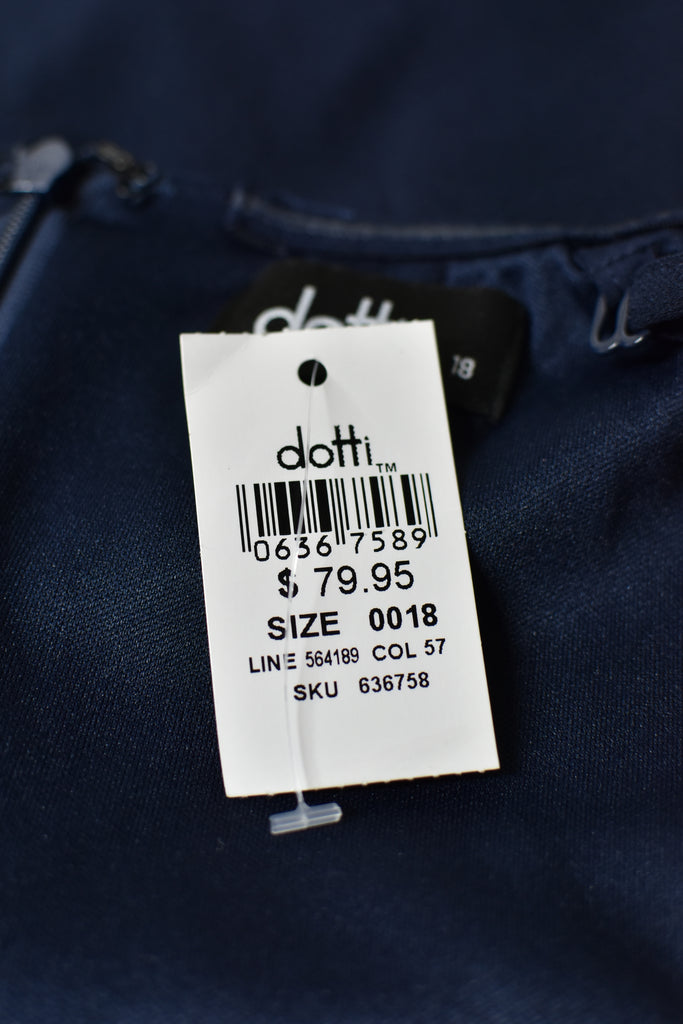 dotti
18
dotti™
0636 7589
$ 79.95
SIZE 0018
LINE 564189 COL 57
SKU 636758